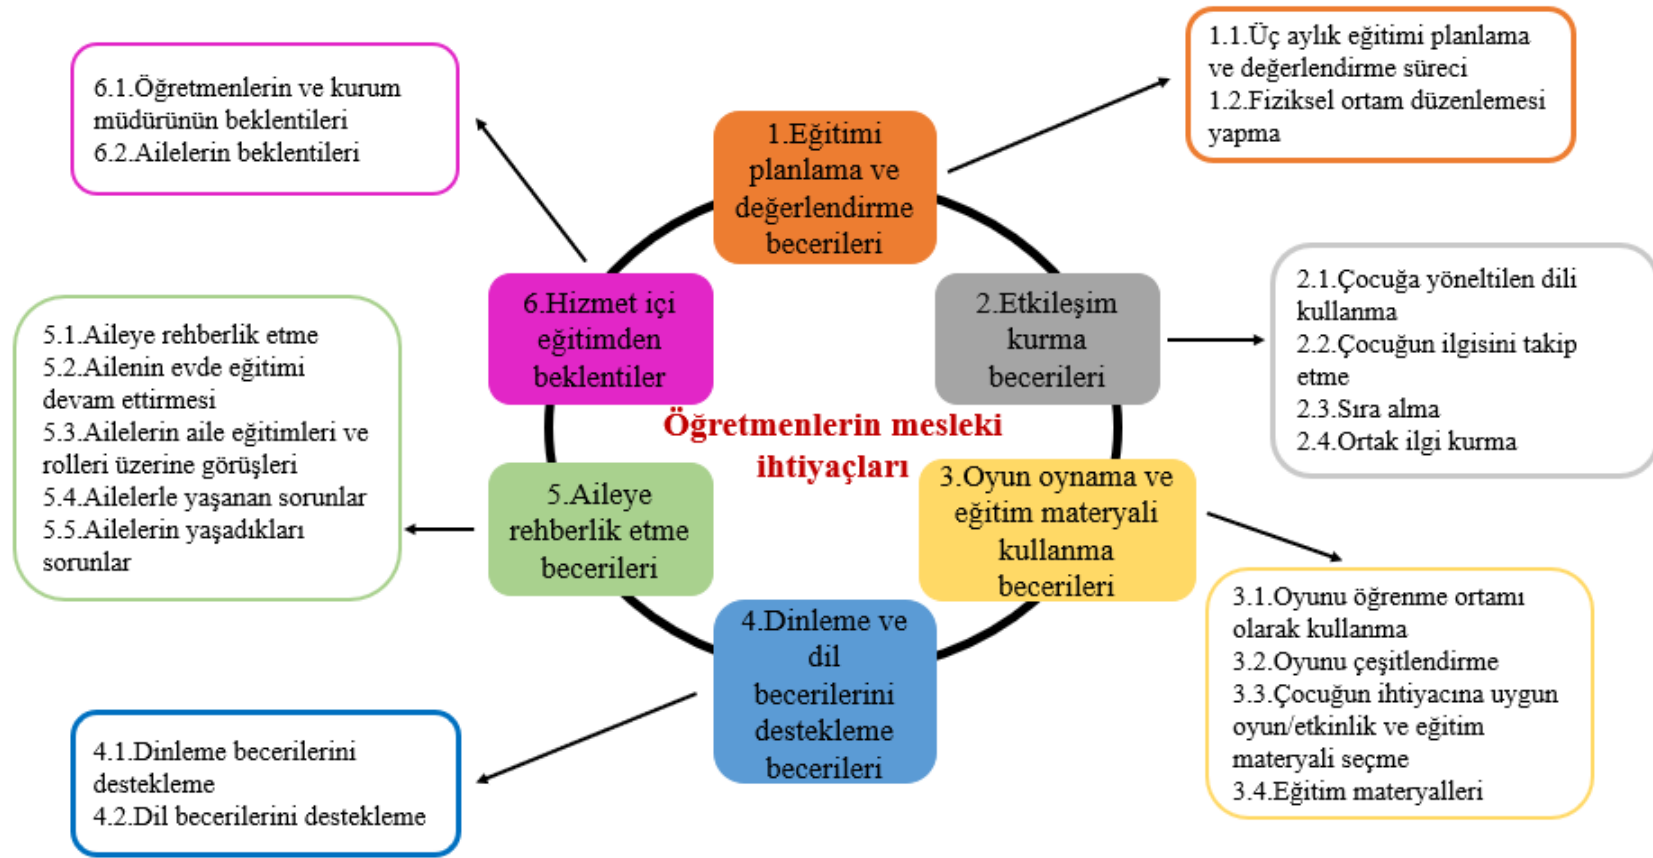 6.1.Öğretmenlerin ve kurum
müdürünün beklentileri
6.2.Ailelerin beklentileri
1.1.Üç aylık eğitimi planlama
ve değerlendirme süreci
1.2.Fiziksel ortam düzenlemesi
yapma
1.Eğitimi
planlama ve
değerlendirme
becerileri
6.Hizmet içi
eğitimden
beklentiler
2.Etkileşim
kurma
becerileri
2.1.Çocuğa yöneltilen dili
kullanma
2.2.Çocuğun ilgisini takip
etme
2.3.Sıra alma
2.4.Ortak ilgi kurma
5.1.Aileye rehberlik etme
5.2.Ailenin evde eğitimi
devam ettirmesi
5.3.Ailelerin aile eğitimleri ve
rolleri üzerine görüşleri
5.4.Ailelerle yaşanan sorunlar
5.5.Ailelerin yaşadıkları
sorunlar
Öğretmenlerin mesleki
ihtiyaçları
5.Aileye
rehberlik etme
becerileri
3.Oyun oynama ve
eğitim materyali
kullanma
becerileri
4.Dinleme ve
dil
becerilerini
destekleme
becerileri
3.1.Oyunu öğrenme ortamı
olarak kullanma
3.2.Oyunu çeşitlendirme
3.3.Çocuğun ihtiyacına uygun
oyun/etkinlik ve eğitim
materyali seçme
3.4.Eğitim materyalleri
4.1.Dinleme becerilerini
destekleme
4.2.Dil becerilerini destekleme